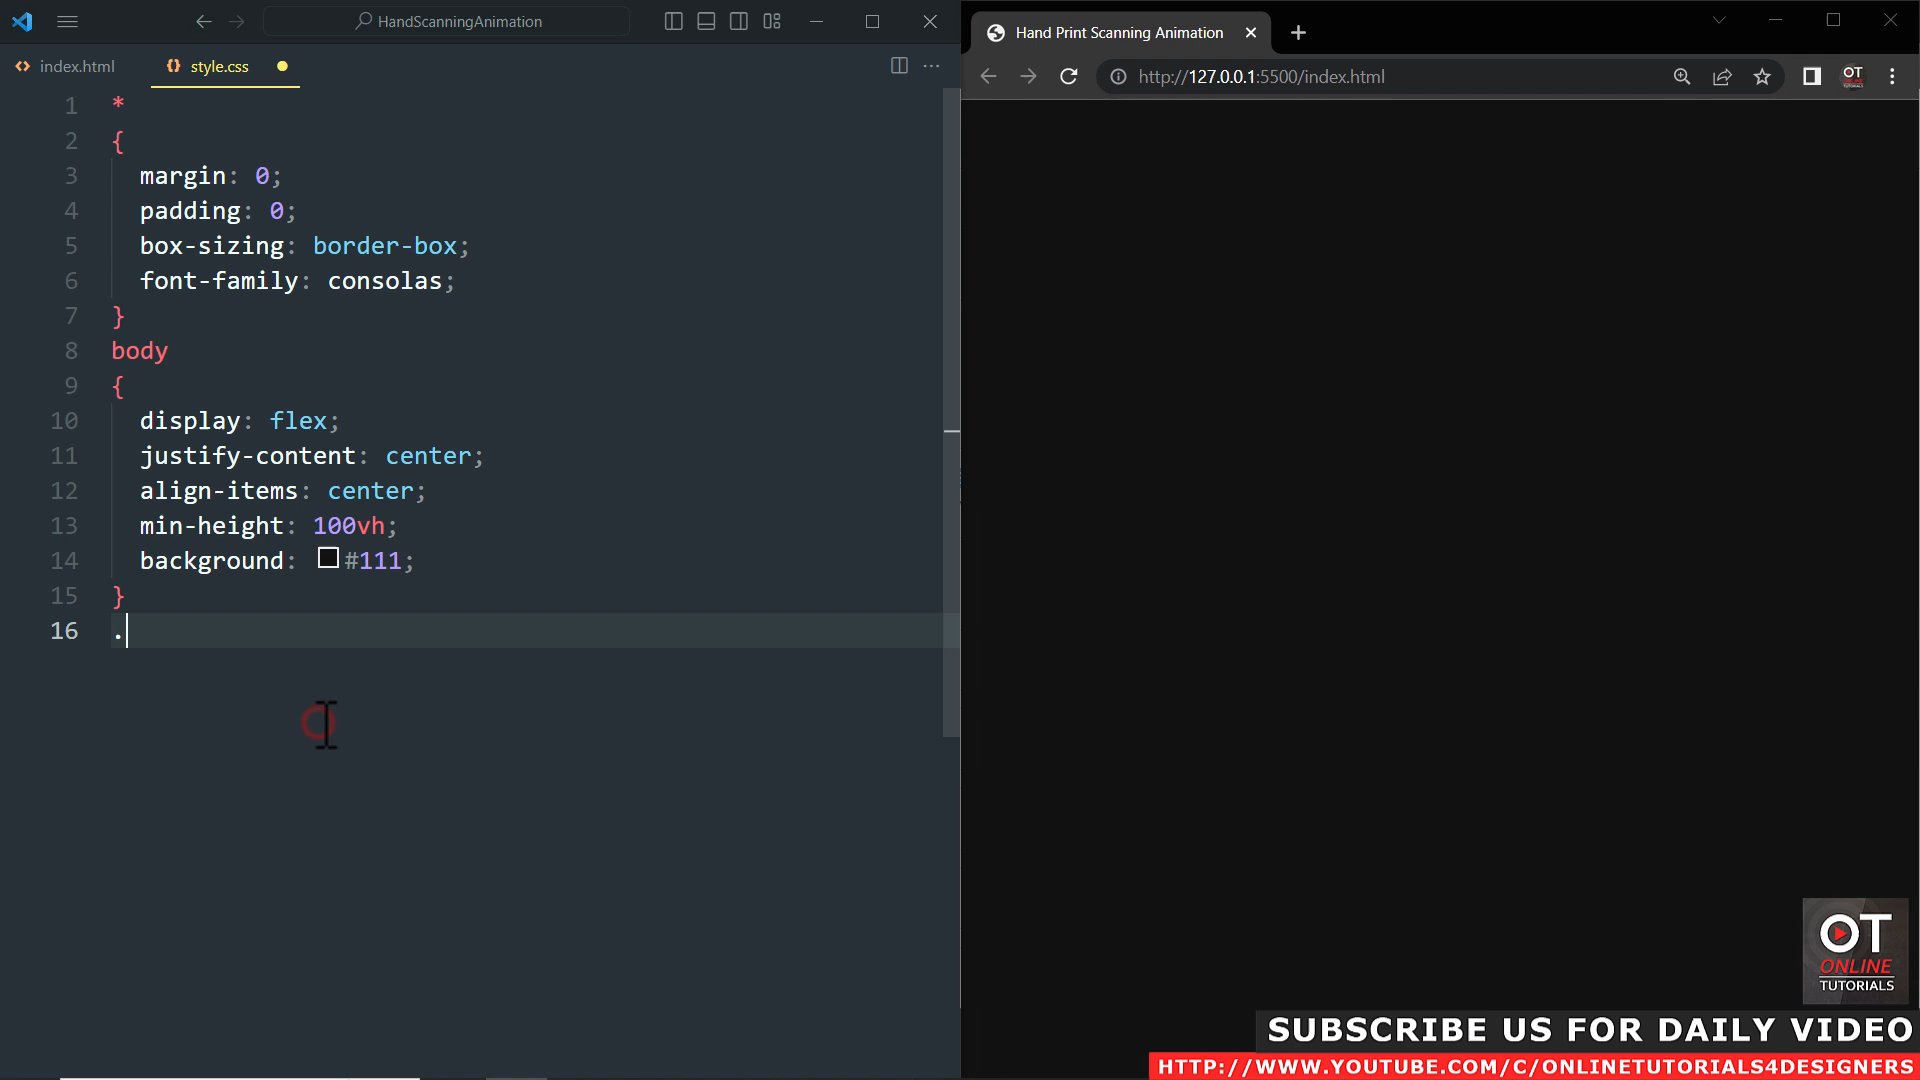 HandScanningAnimation
index.html
style.css
1 *
2 {
3 margin: 0;
4 padding: 0;
5 box-sizing: border-box;
6 font-family: consolas;
7 }
8 body
9 {
10 display: flex;
11 justify-content: center;
12 align-items: center;
13 min-height: 100vh;
14 background: #111;
15 }
16 .
Hand Print Scanning Animation
http://127.0.0.1:5500/index.html
OT
ONLINE
TUTORIALS
OT
ONLINE
TUTORIALS
SUBSCRIBE US FOR DAILY VIDEO
HTTP://WWW.YOUTUBE.COM/C/ONLINETUTORIALS4DESIGNERS